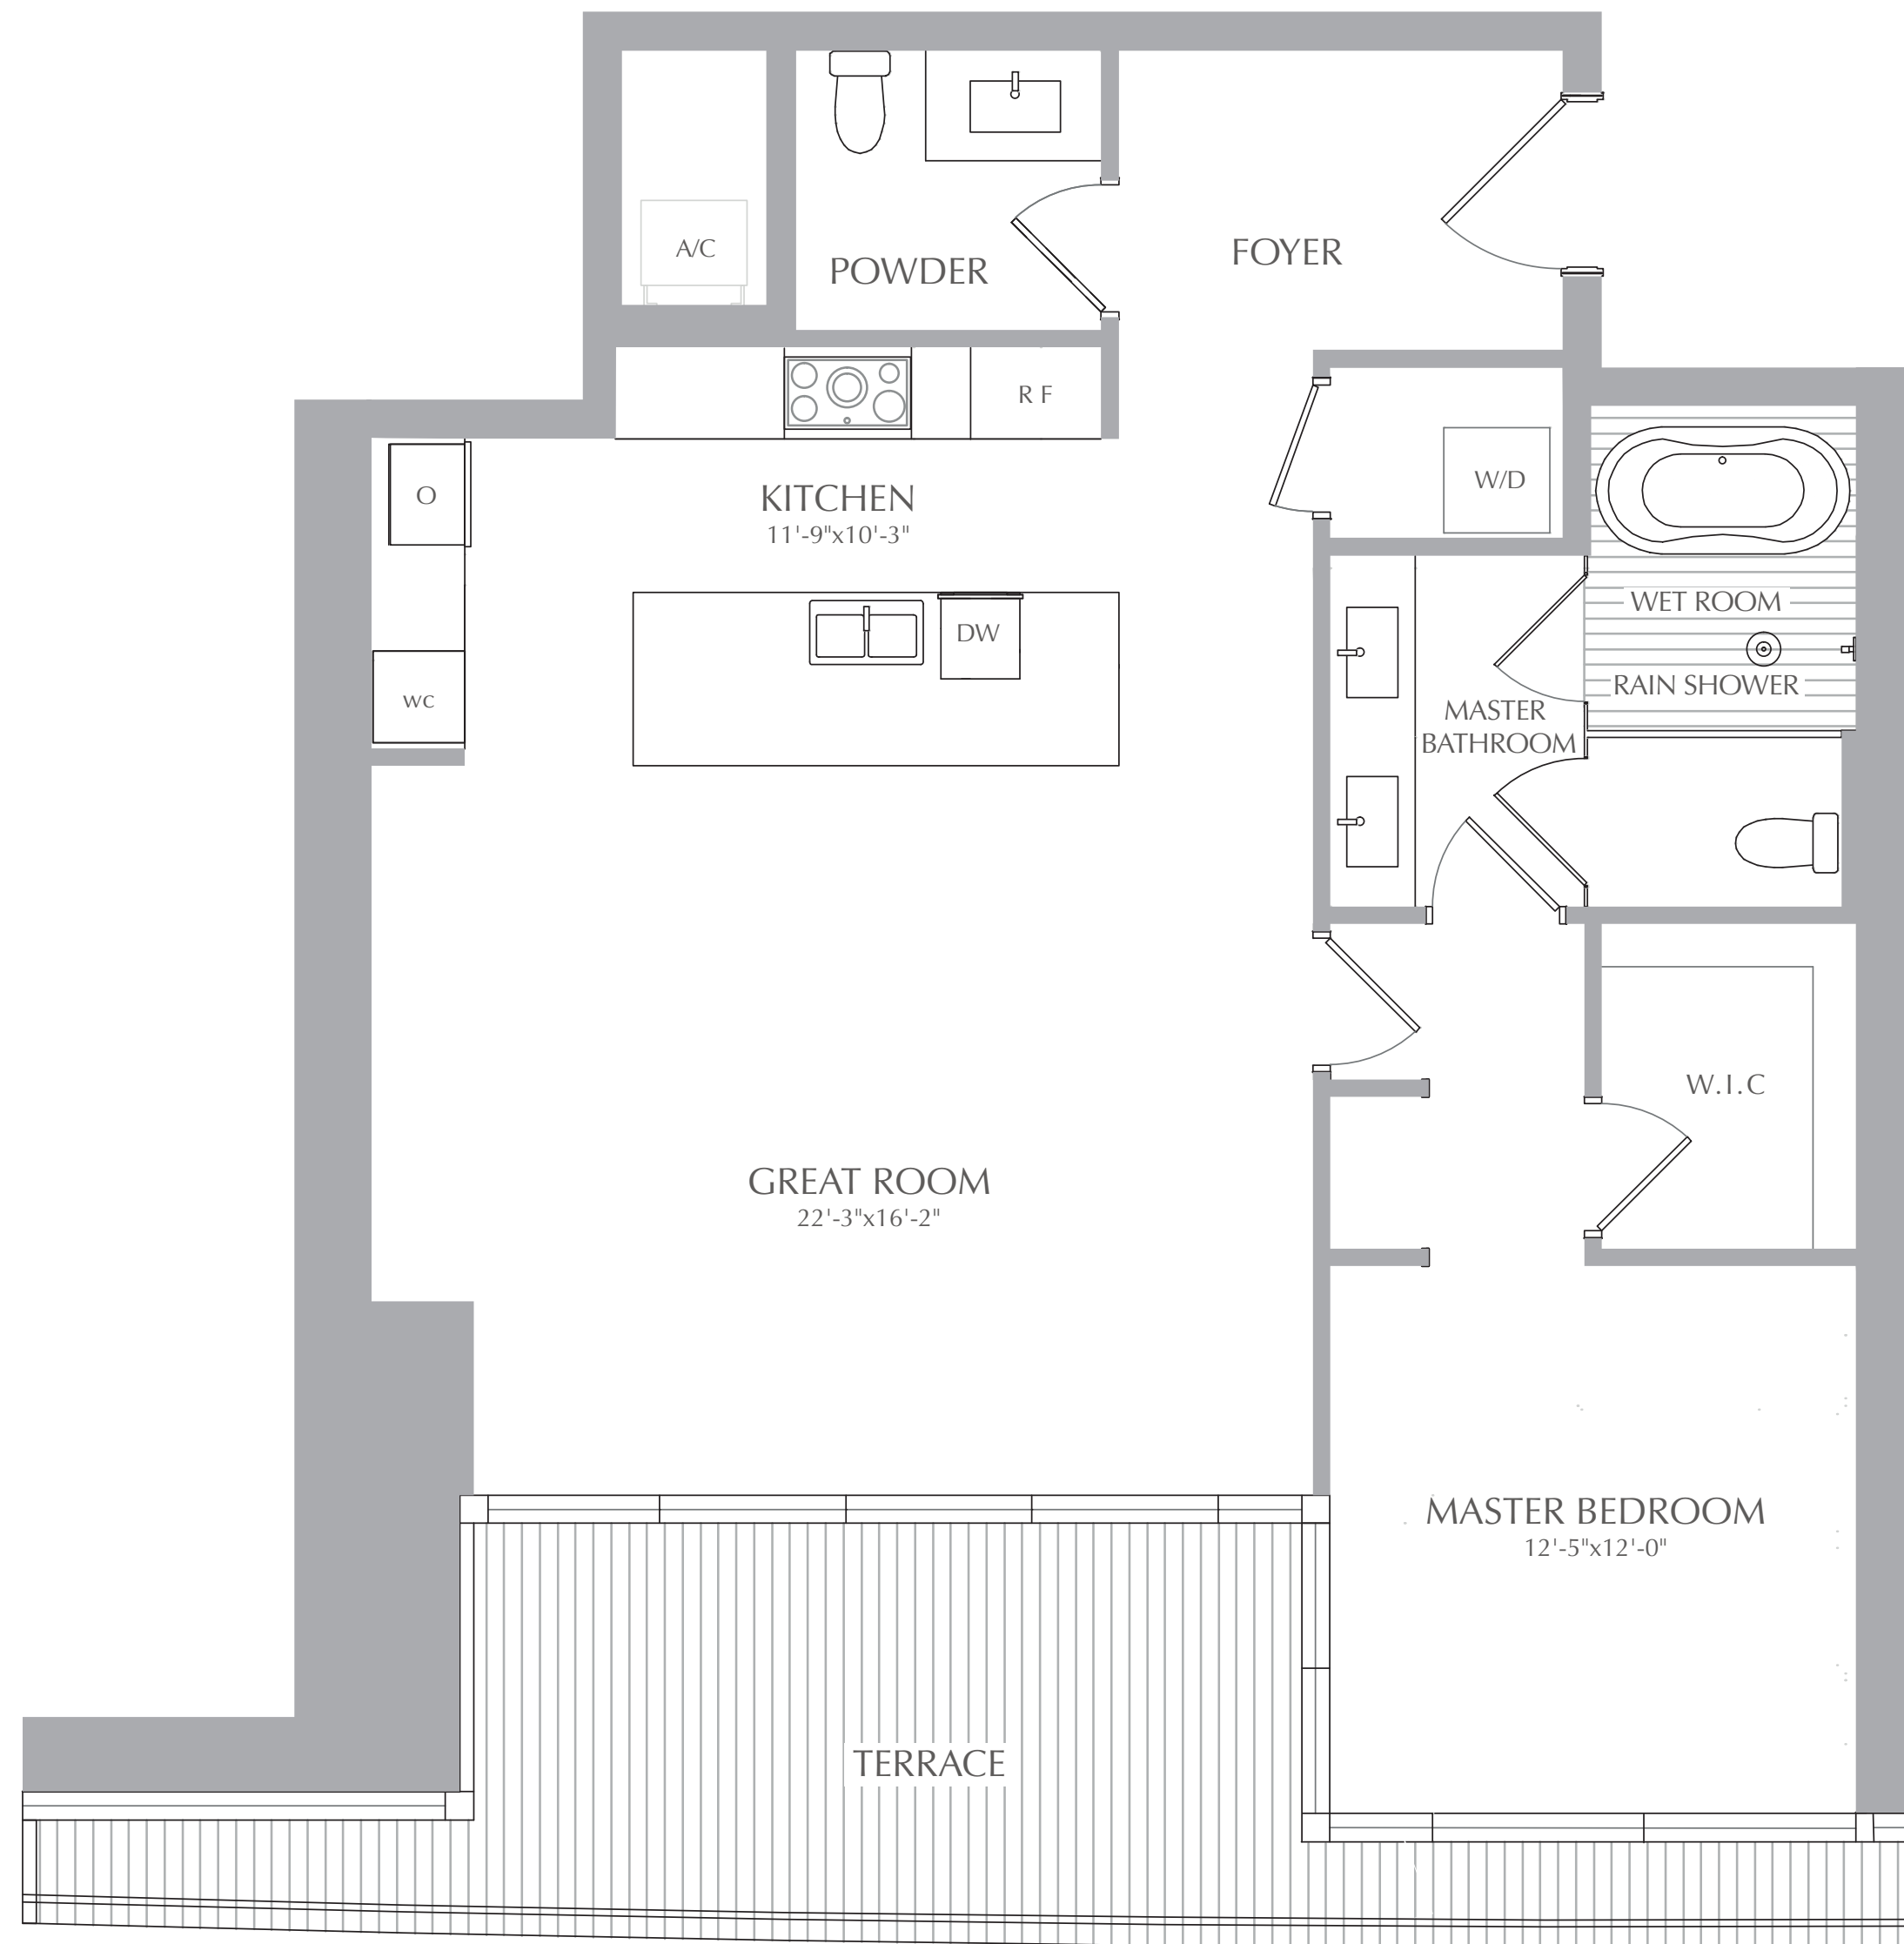 A/C
POWDER
FOYER
R F
O
KITCHEN
11'-9"x10'-3"
W/D
DW
wc
WET ROOM
RAIN SHOWER
MASTER
BATHROOM
W.I.C
GREAT ROOM
22'-3"x16'-2"
MASTER BEDROOM
12'-5"x12'-0"
TERRACE